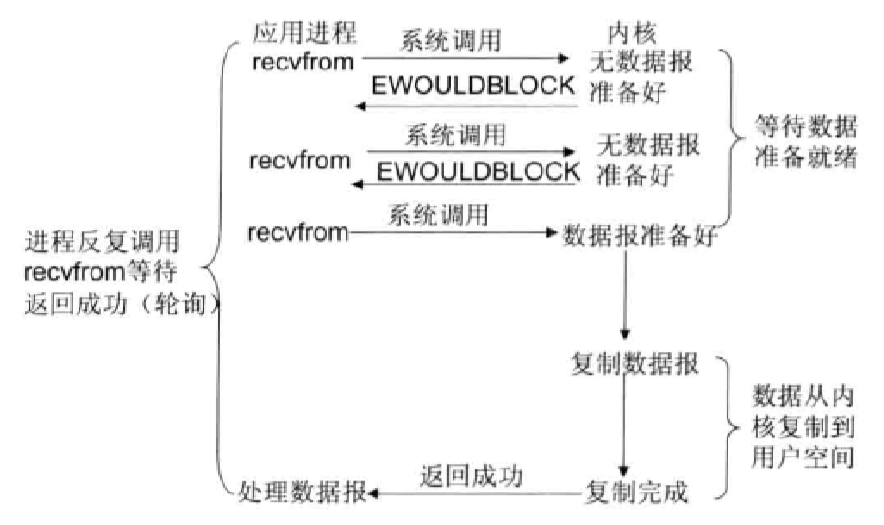 应用进程
系统调用
内核
recvfrom
无数据报
EWOULDBLOCK
准备好
系统调用
无数据报
recvfrom
EWOULDBLOCK
准备好
等待数据
准备就绪
系统调用
recvfrom
数据报准备好
进程反复调用
recvfrom等待
返回成功（轮询）
复制数据报
数据从内
核复制到
用户空间
返回成功
处理数据报
复制完成